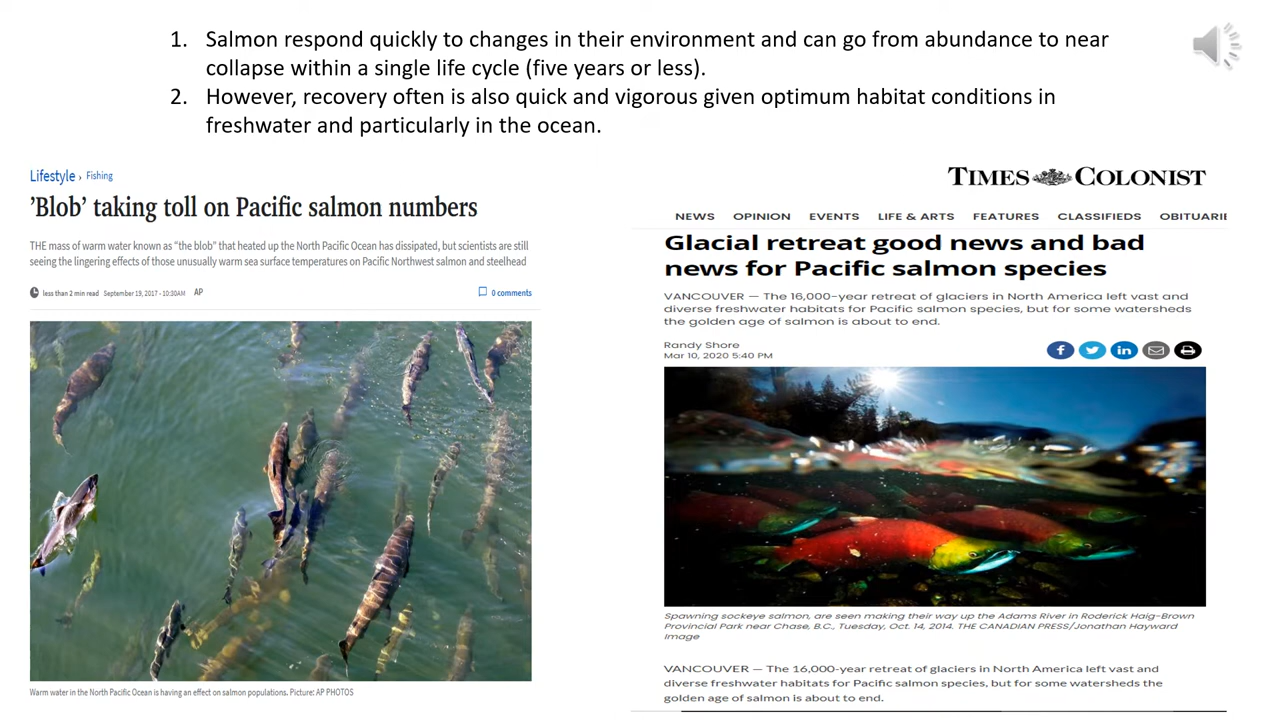 1. Salmon respond quickly to changes in their environment and can go from abundance to near
collapse within a single life cycle (five years or less).
2. However, recovery often is also quick and vigorous given optimum habitat conditions in
freshwater and particularly in the ocean.
Lifestyle › Fishing
’Blob’ taking toll on Pacific salmon numbers
THE mass of warm water known as “the blob” that heated up the North Pacific Ocean has dissipated, but scientists are still
seeing the lingering effects of those unusually warm sea surface temperatures on Pacific Northwest salmon and steelhead
less than 2 min read September 19, 2017 - 10:30AM AP
0 comments
Warm water in the North Pacific Ocean is having an effect on salmon populations. Picture: AP PHOTOS
TIMES COLONIST
NEWS OPINION EVENTS LIFE & ARTS FEATURES CLASSIFIEDS OBITUARIE
Glacial retreat good news and bad
news for Pacific salmon species
VANCOUVER — The 16,000-year retreat of glaciers in North America left vast and
diverse freshwater habitats for Pacific salmon species, but for some watersheds
the golden age of salmon is about to end.
Randy Shore
Mar 10, 2020 5:40 PM
Spawning sockeye salmon, are seen making their way up the Adams River in Roderick Haig-Brown
Provincial Park near Chase, B.C., Tuesday, Oct. 14, 2014. THE CANADIAN PRESS/Jonathan Hayward
Image
VANCOUVER — The 16,000-year retreat of glaciers in North America left vast and
diverse freshwater habitats for Pacific salmon species, but for some watersheds the
golden age of salmon is about to end.